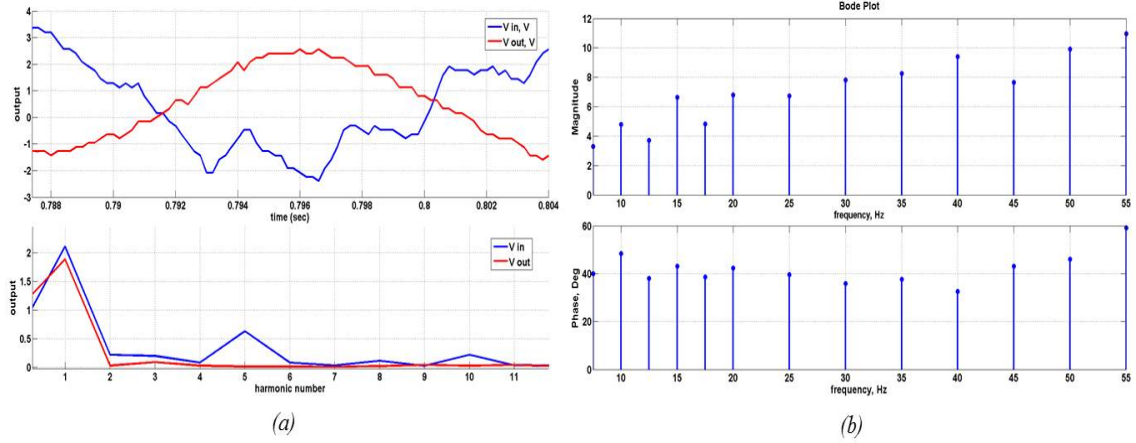 4
3
2
1
0
-1
-2
-3
output
V in, V
V out, V
0.788 0.79 0.792 0.794 0.796 0.798 0.8 0.802 0.804
time (sec)
2
1.5
1
0.5
0
output
V in
V out
1 2 3 4 5 6 7 8 9 10 11
harmonic number
(a)
Bode Plot
12
10
8
6
4
2
0
Magnitude
10 15 20 25 30 35 40 45 50 55
frequency, Hz
60
40
20
0
Phase, Deg
10 15 20 25 30 35 40 45 50 55
frequency, Hz
(b)